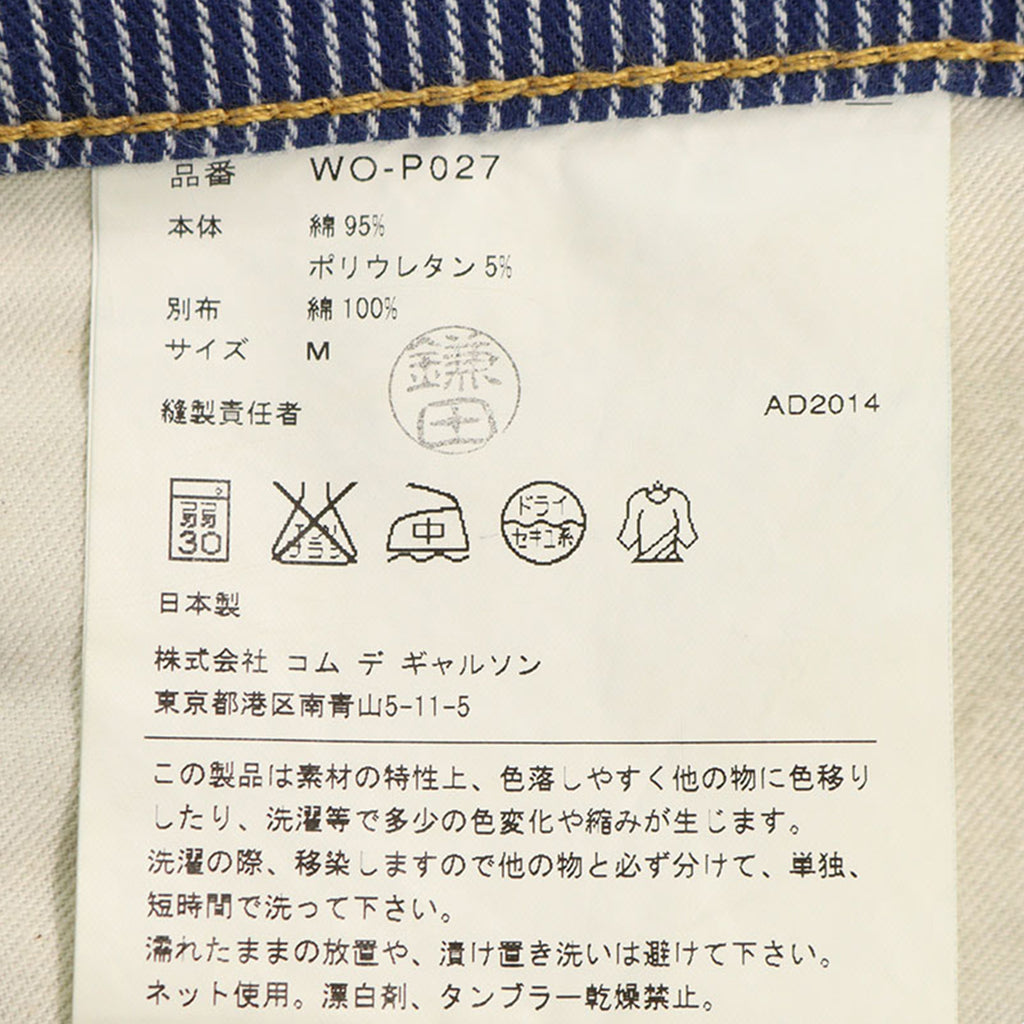 品番 WO-P027
本体 綿 95%
ポリウレタン 5%
別布 綿 100%
サイズ M
鎌田
縫製責任者 AD2014
弱 30 エンソ サラシ 中 ドライ セキユ系
日本製
株式会社 コム デ ギャルソン
東京都港区南青山5-11-5
この製品は素材の特性上、色落しやすく他の物に色移り
したり、洗濯等で多少の色変化や縮みが生じます。
洗濯の際、移染しますので他の物と必ず分けて、単独、
短時間で洗って下さい。
濡れたままの放置や、漬け置き洗いは避けて下さい。
ネット使用。漂白剤、タンブラー乾燥禁止。